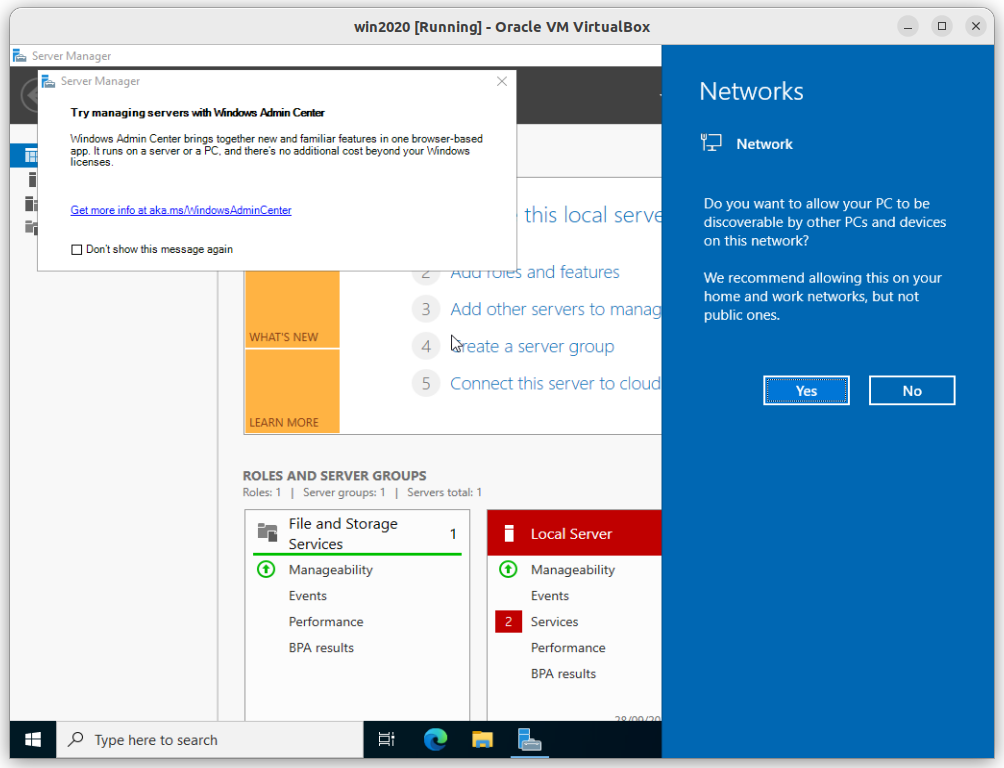 win2020 [Running] - Oracle VM VirtualBox
Server Manager
Server Manager
Try managing servers with Windows Admin Center
Windows Admin Center brings together new and familiar features in one browser-based
app. It runs on a server or a PC, and there's no additional cost beyond your Windows
licenses.
Get more info at aka.ms/WindowsAdminCenter
Don't show this message again
this local serve
2 Add roles and features
3 Add other servers to manag
4 Create a server group
5 Connect this server to cloud
WHAT'S NEW
LEARN MORE
ROLES AND SERVER GROUPS
Roles: 1 | Server groups: 1 | Servers total: 1
File and Storage
Services
1
Manageability
Events
Performance
BPA results
Local Server
Manageability
Events
2 Services
Performance
BPA results
28/09/20
Networks
Network
Do you want to allow your PC to be
discoverable by other PCs and devices
on this network?
We recommend allowing this on your
home and work networks, but not
public ones.
Yes
No
Type here to search